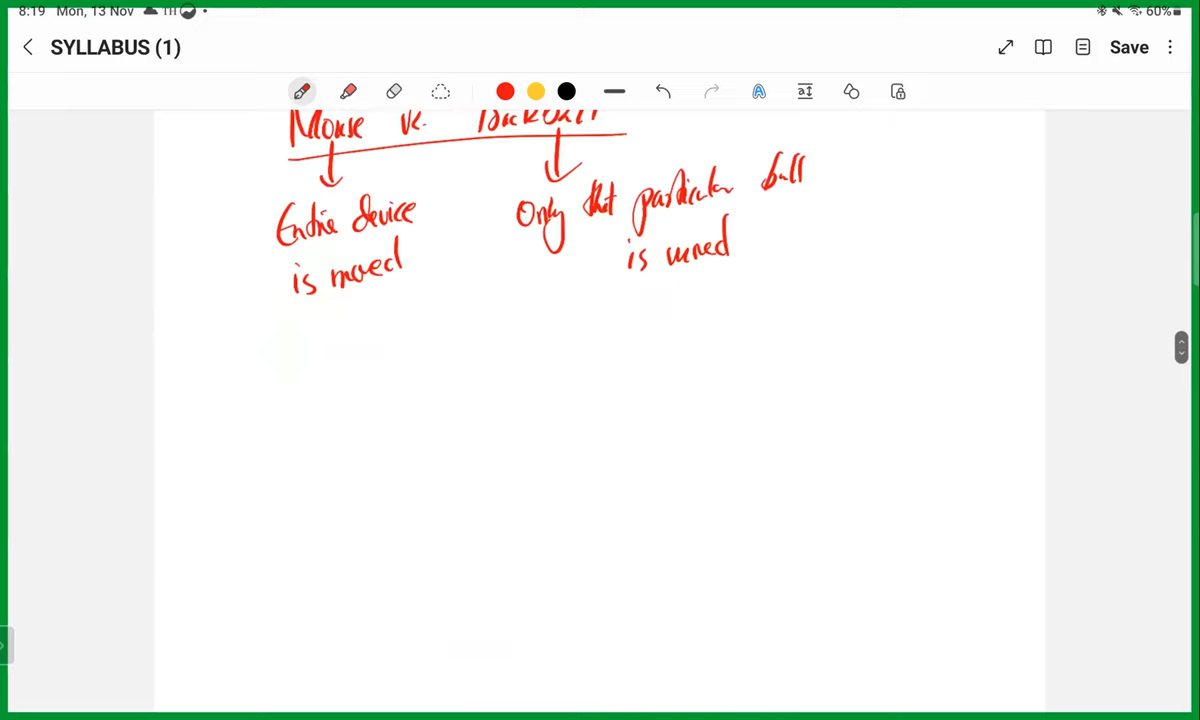 8:19 Mon, 13 Nov TH 60%
SYLLABUS (1)
Save
Mouse vs. Trackball
Entire device
is moved
Only that particular ball
is moved